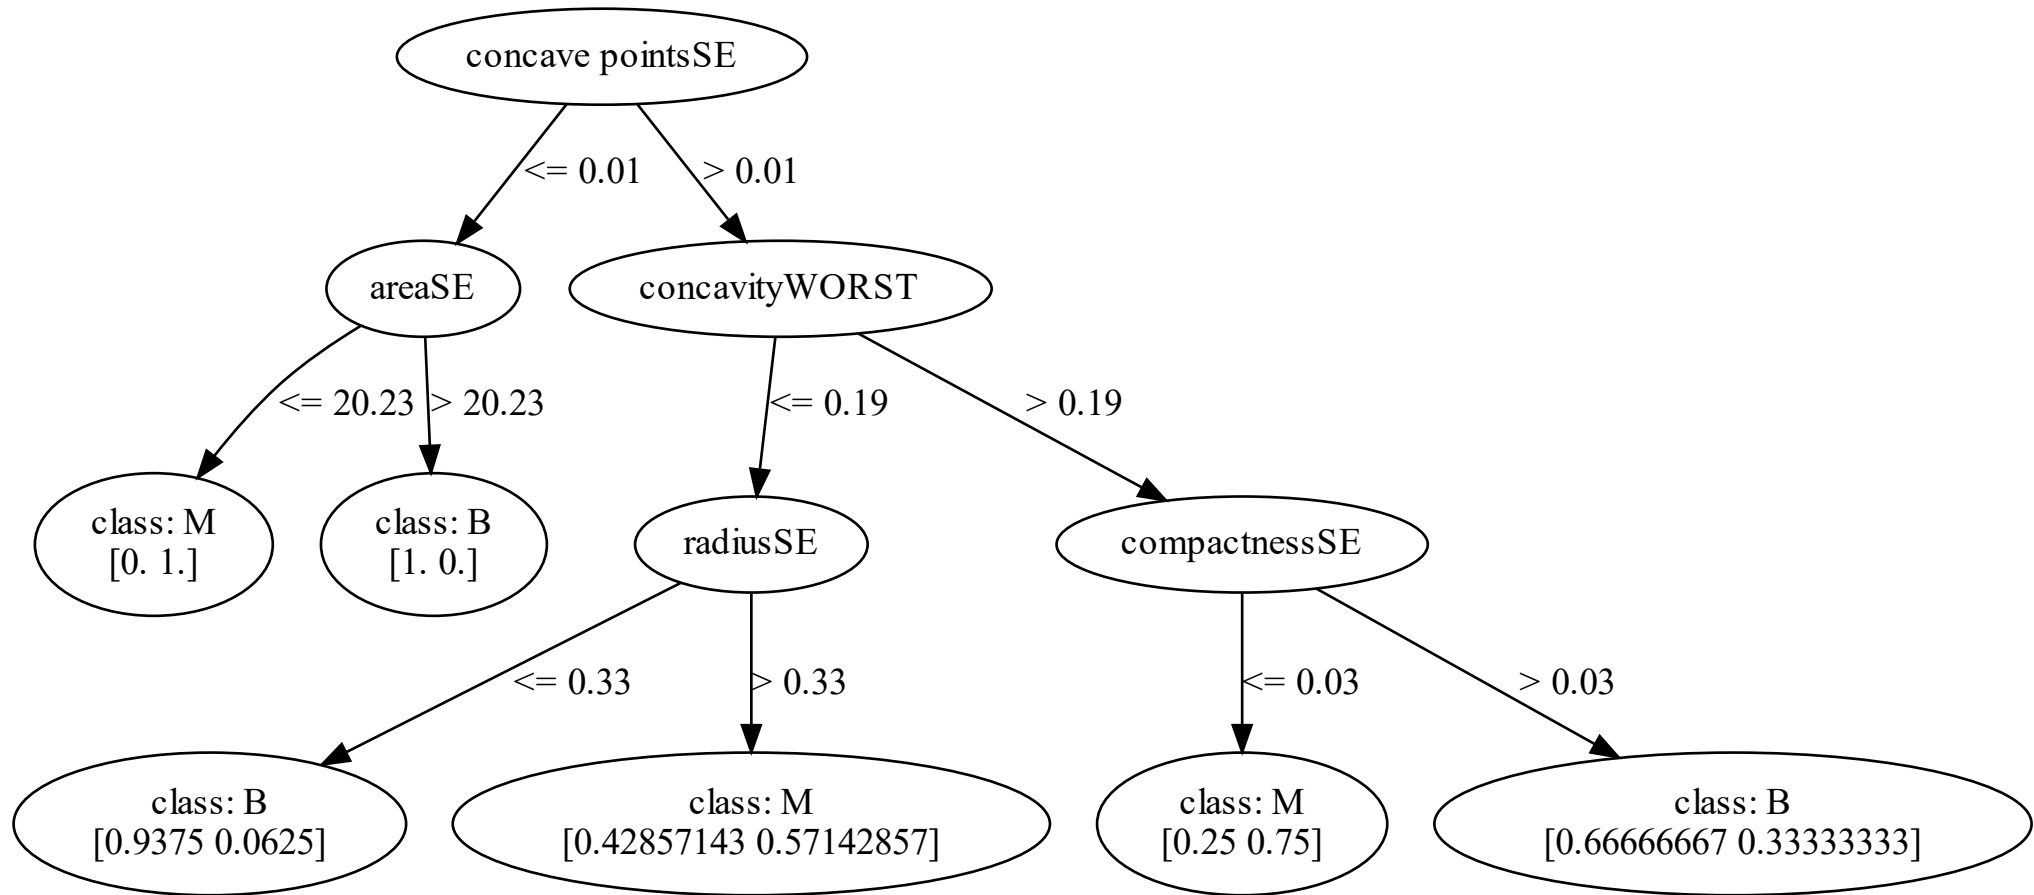 concave pointsSE
<= 0.01
> 0.01
areaSE
concavityWORST
<= 20.23
> 20.23
<= 0.19
> 0.19
class: M
[0. 1.]
class: B
[1. 0.]
radiusSE
compactnessSE
<= 0.33
> 0.33
<= 0.03
> 0.03
class: B
[0.9375 0.0625]
class: M
[0.42857143 0.57142857]
class: M
[0.25 0.75]
class: B
[0.66666667 0.33333333]